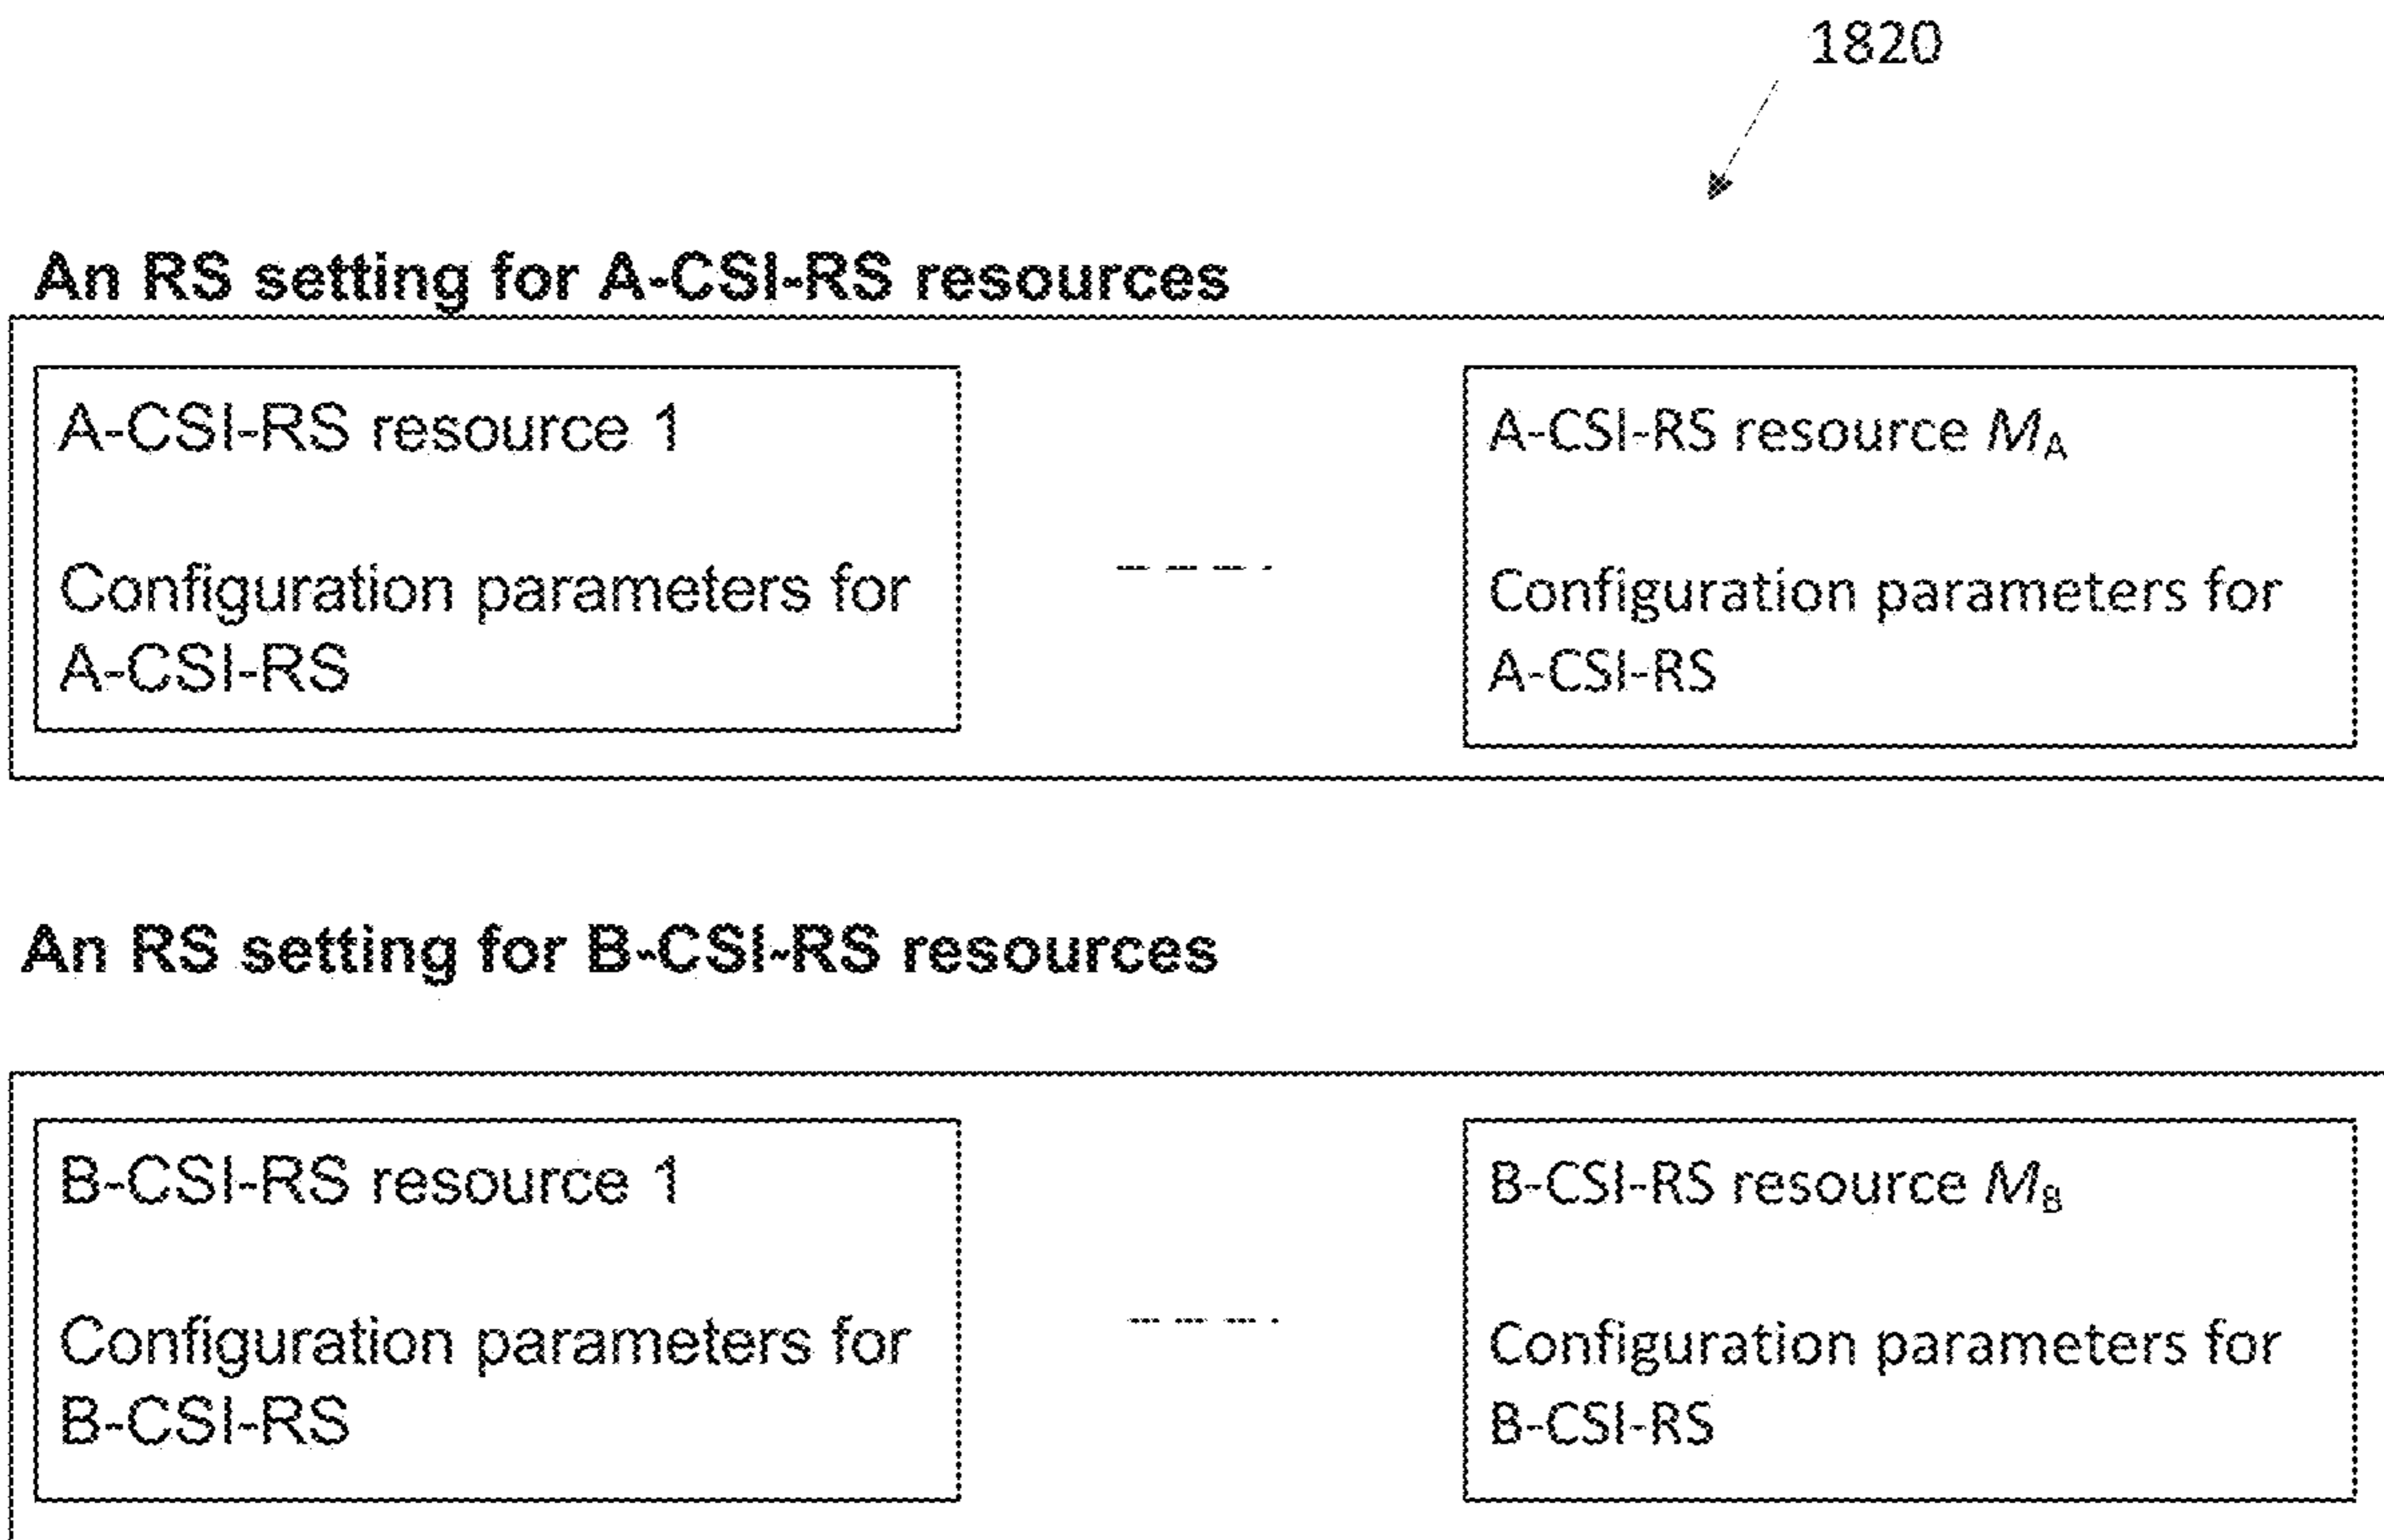 1820
An RS setting for A-CSI-RS resources
A-CSI-RS resource 1
Configuration parameters for
A-CSI-RS
A-CSI-RS resource M_A
Configuration parameters for
A-CSI-RS
An RS setting for B-CSI-RS resources
B-CSI-RS resource 1
Configuration parameters for
B-CSI-RS
B-CSI-RS resource M_B
Configuration parameters for
B-CSI-RS